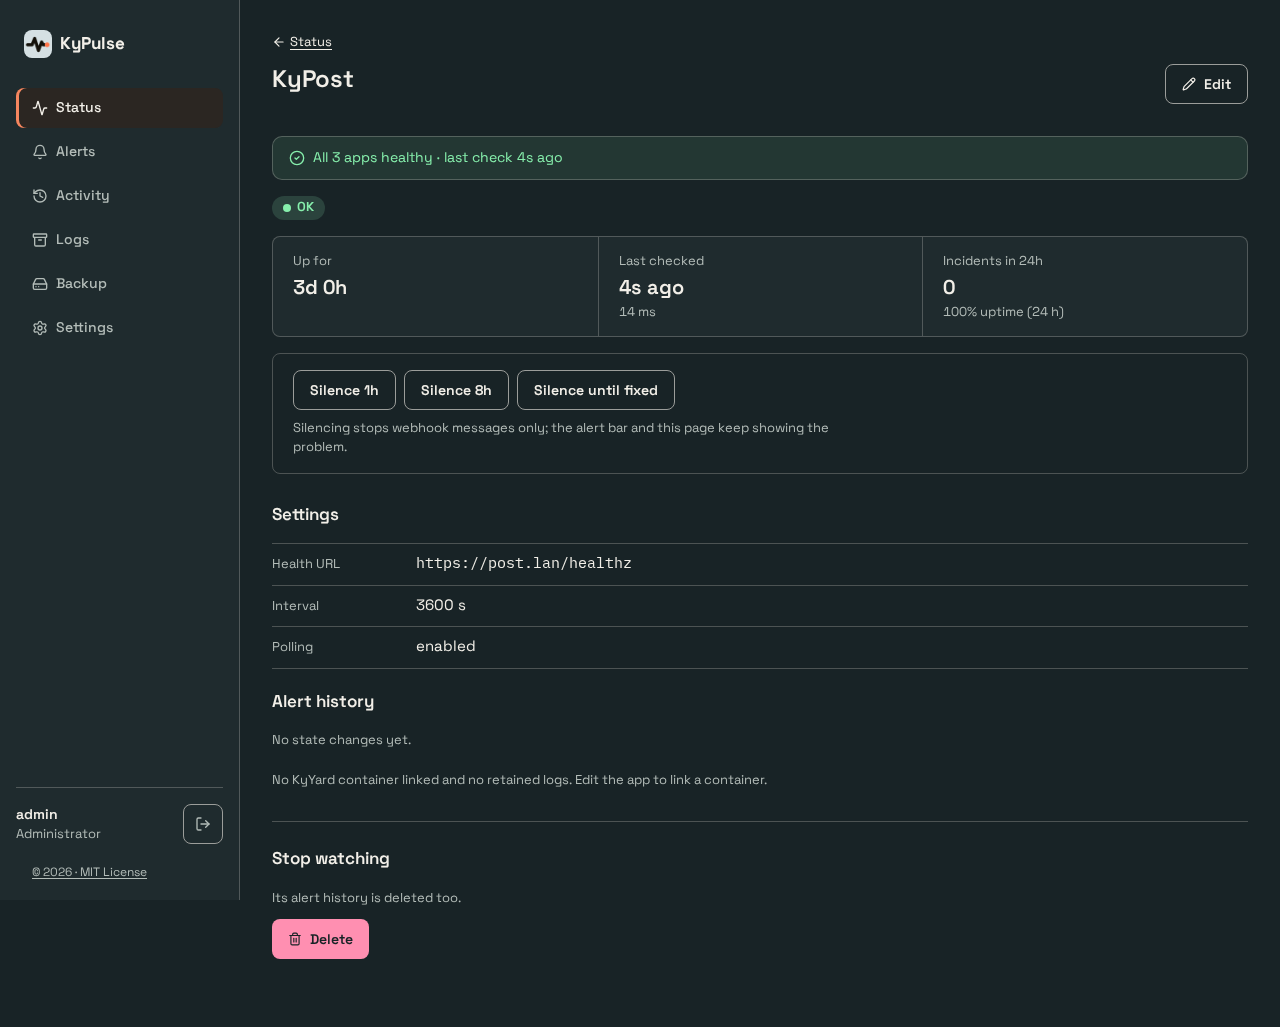 KyPulse
Status
Alerts
Activity
Logs
Backup
Settings
admin
Administrator
© 2026 · MIT License
Status
KyPost
Edit
All 3 apps healthy · last check 4s ago
OK
Up for
3d 0h
Last checked
4s ago
14 ms
Incidents in 24h
0
100% uptime (24 h)
Silence 1h
Silence 8h
Silence until fixed
Silencing stops webhook messages only; the alert bar and this page keep showing the
problem.
Settings
Health URL https://post.lan/healthz
Interval 3600 s
Polling enabled
Alert history
No state changes yet.
No KyYard container linked and no retained logs. Edit the app to link a container.
Stop watching
Its alert history is deleted too.
Delete